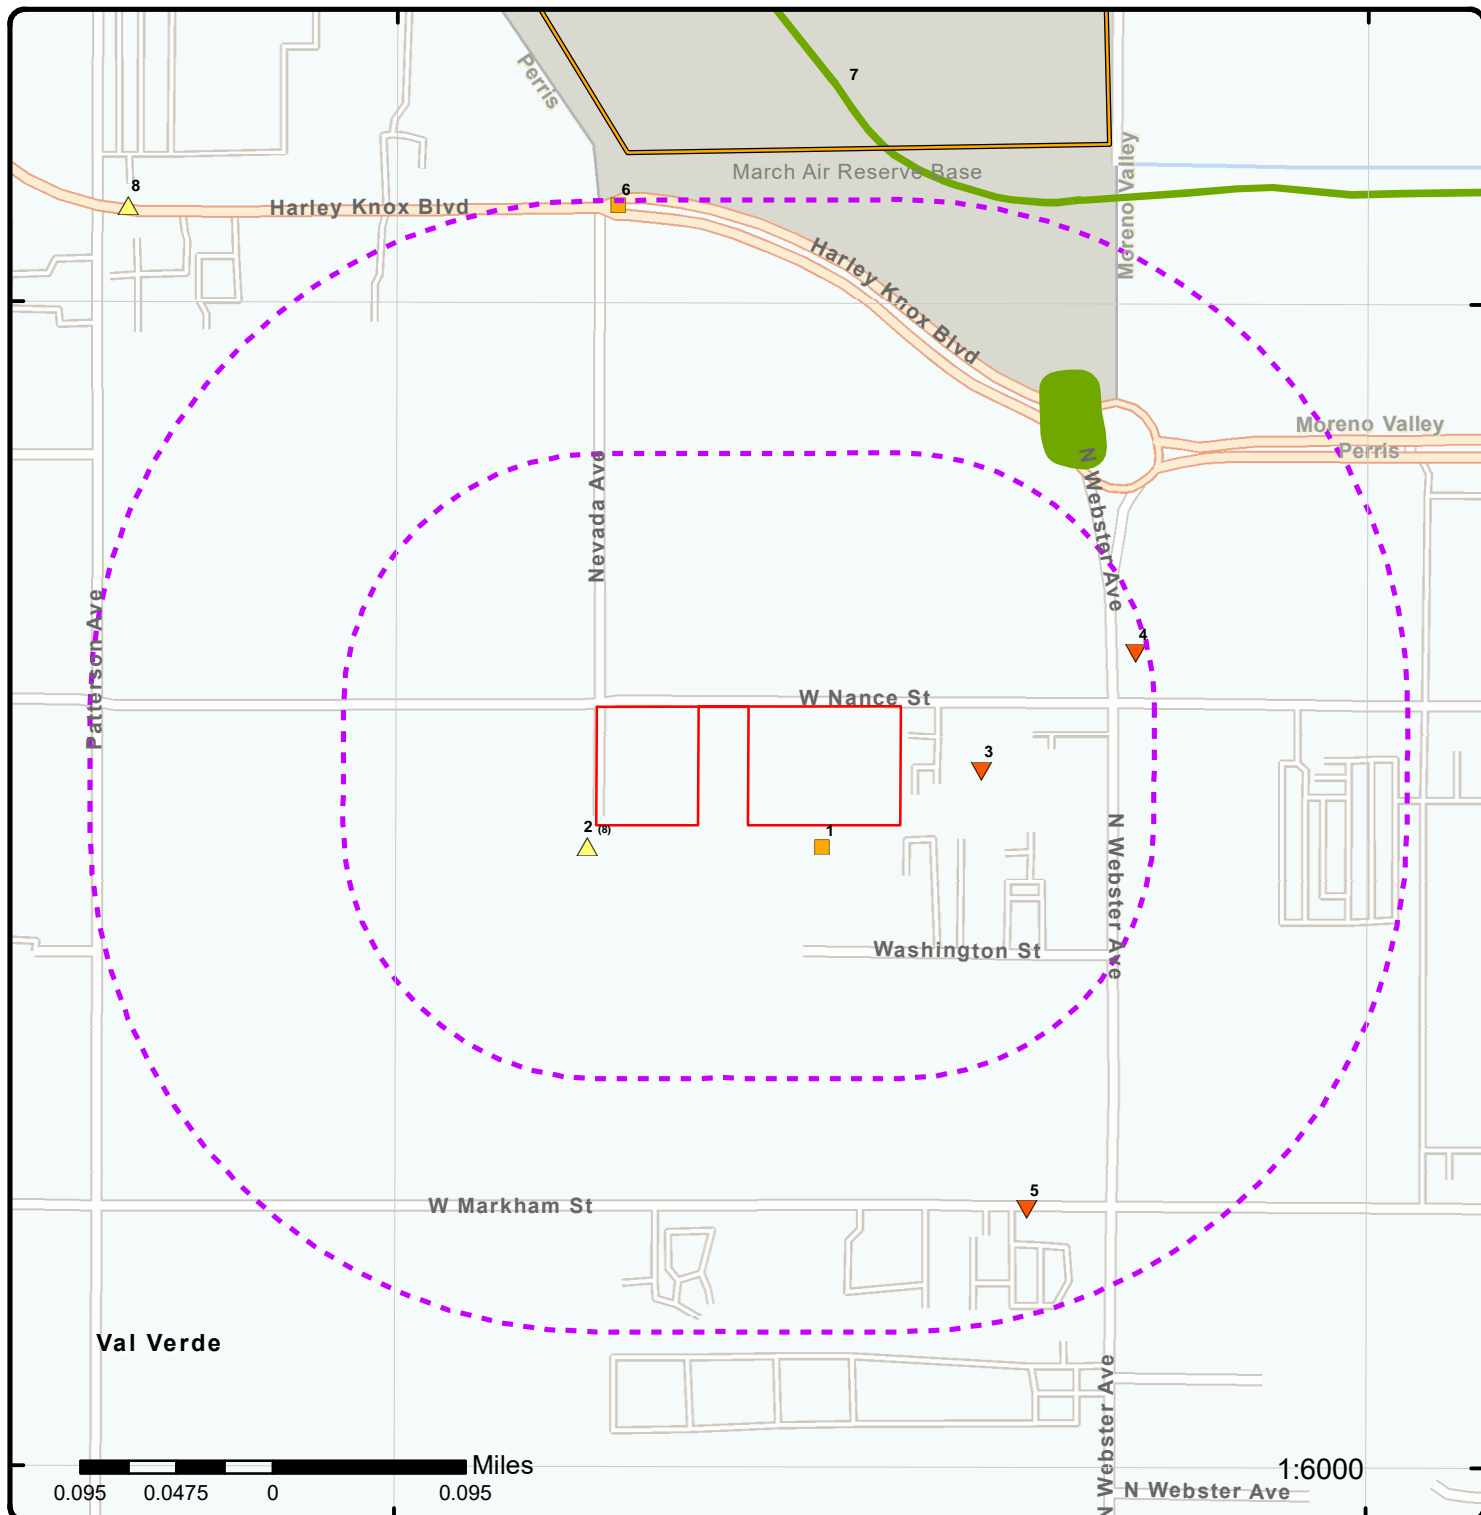 7
Perris
Moreno Valley
March Air Reserve Base
8
6
Harley Knox Blvd
Harley Knox Blvd
Moreno Valley
Perris
N Webster Ave
Nevada Ave
Patterson Ave
4
W Nance St
3
2 (8)
1
N Webster Ave
Washington St
5
W Markham St
Val Verde
N Webster Ave
Miles
1:6000
0.095 0.0475 0 0.095
N Webster Ave